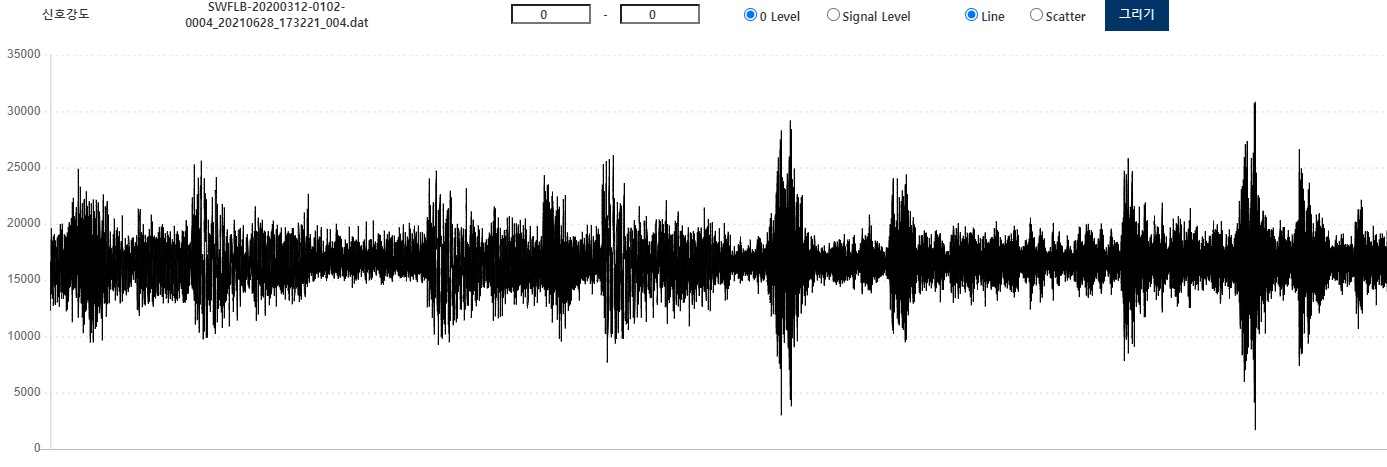 신호강도
SWFLB-20200312-0102-
0004_20210628_173221_004.dat
0 - 0
0 Level Signal Level
Line Scatter
그리기
35000
30000
25000
20000
15000
10000
5000
0